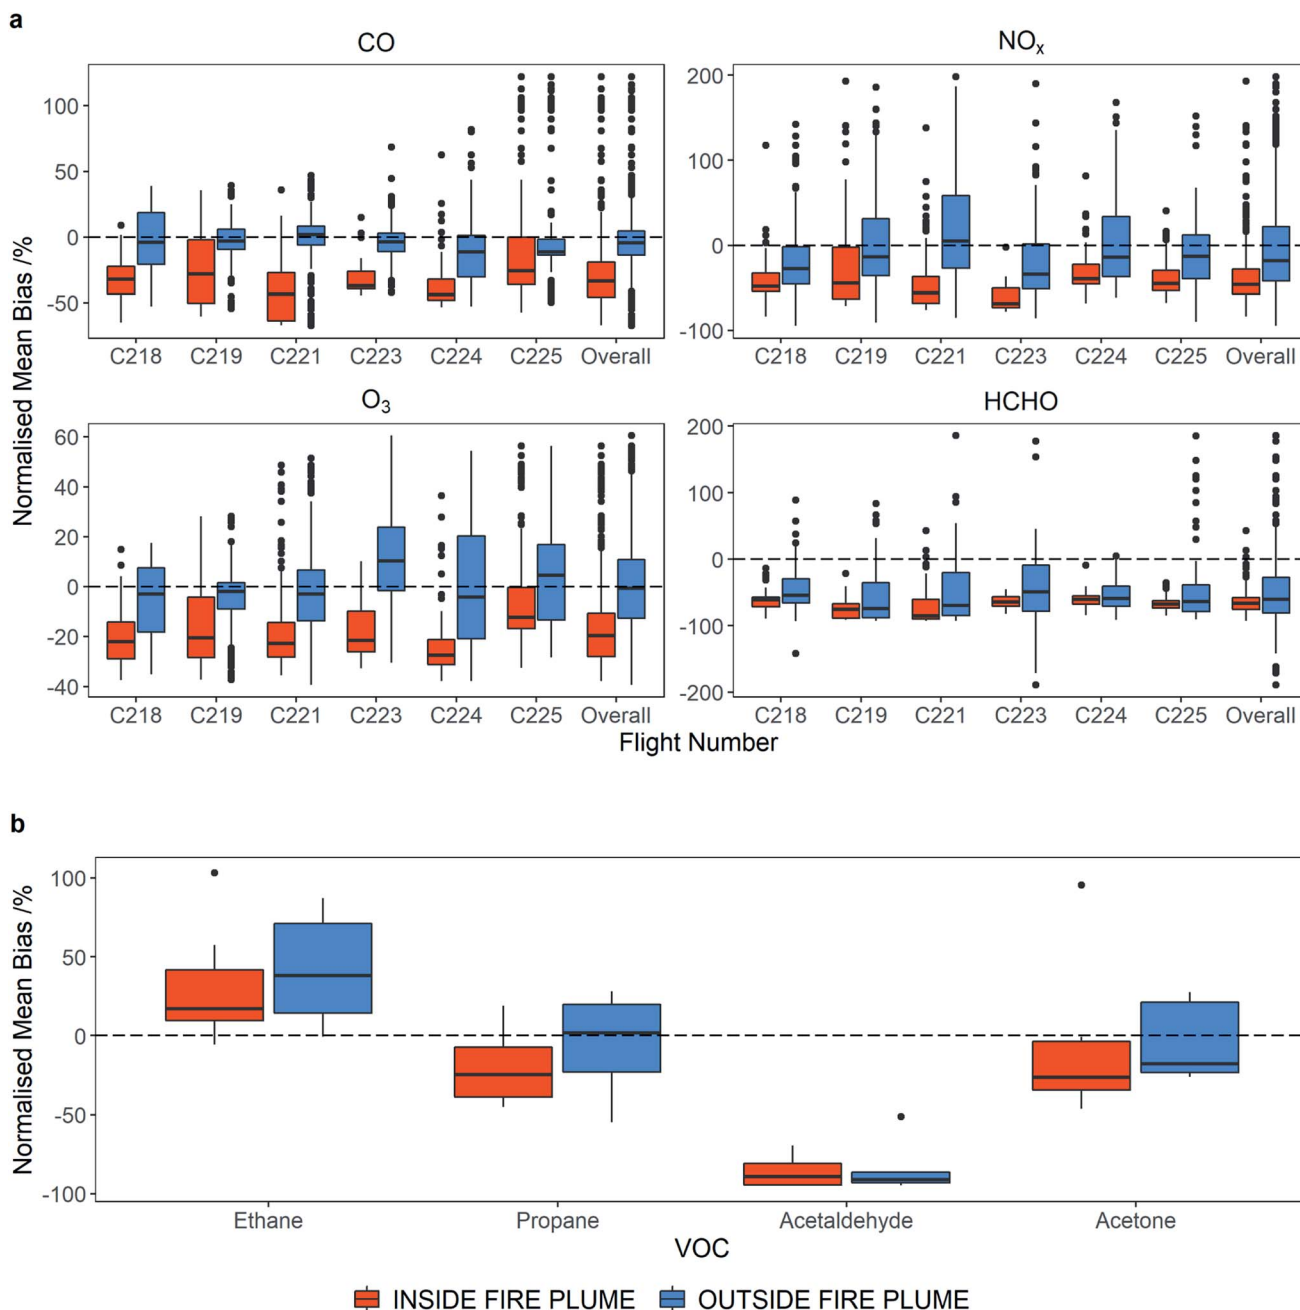 a
CO
NOx
Normalised Mean Bias /%
100
50
0
-50
C218 C219 C221 C223 C224 C225 Overall
200
100
0
-100
C218 C219 C221 C223 C224 C225 Overall
O3
HCHO
60
40
20
0
-20
-40
C218 C219 C221 C223 C224 C225 Overall
200
100
0
-100
-200
C218 C219 C221 C223 C224 C225 Overall
Flight Number
b
Normalised Mean Bias /%
100
50
0
-50
-100
Ethane Propane Acetaldehyde Acetone
VOC
INSIDE FIRE PLUME OUTSIDE FIRE PLUME